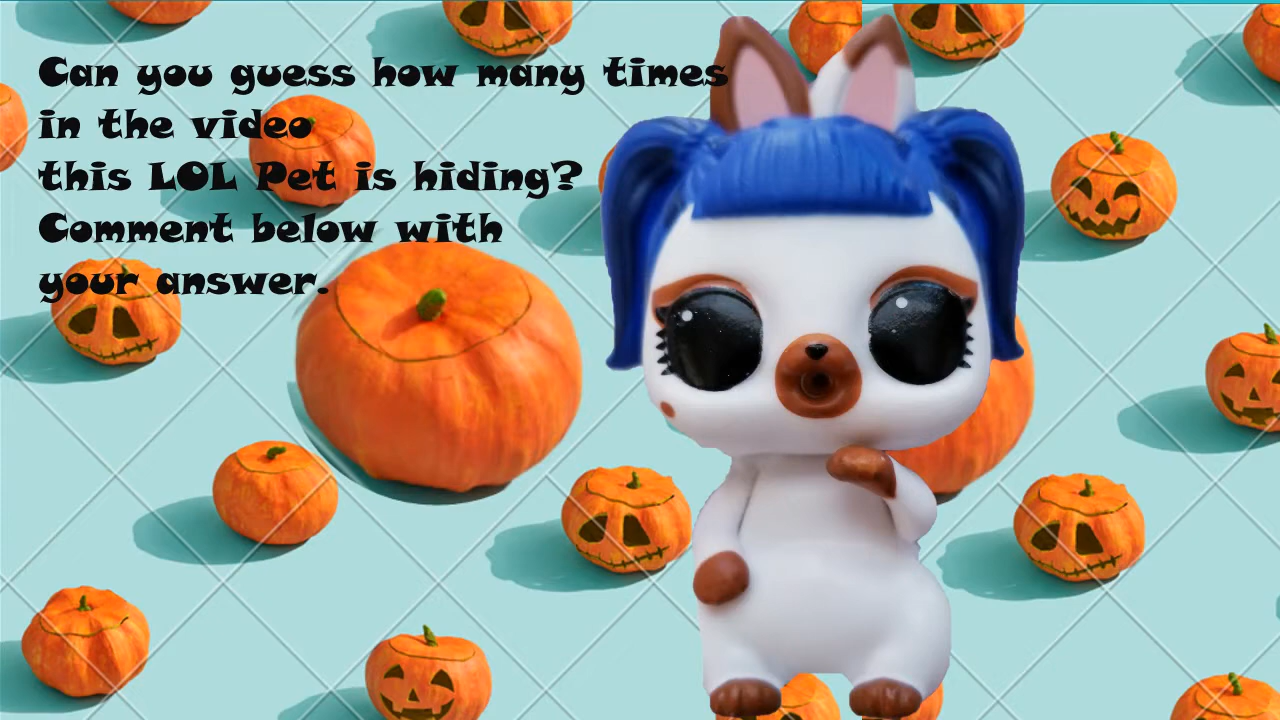 Can you guess how many times
in the video
this LOL Pet is hiding?
Comment below with
your answer.